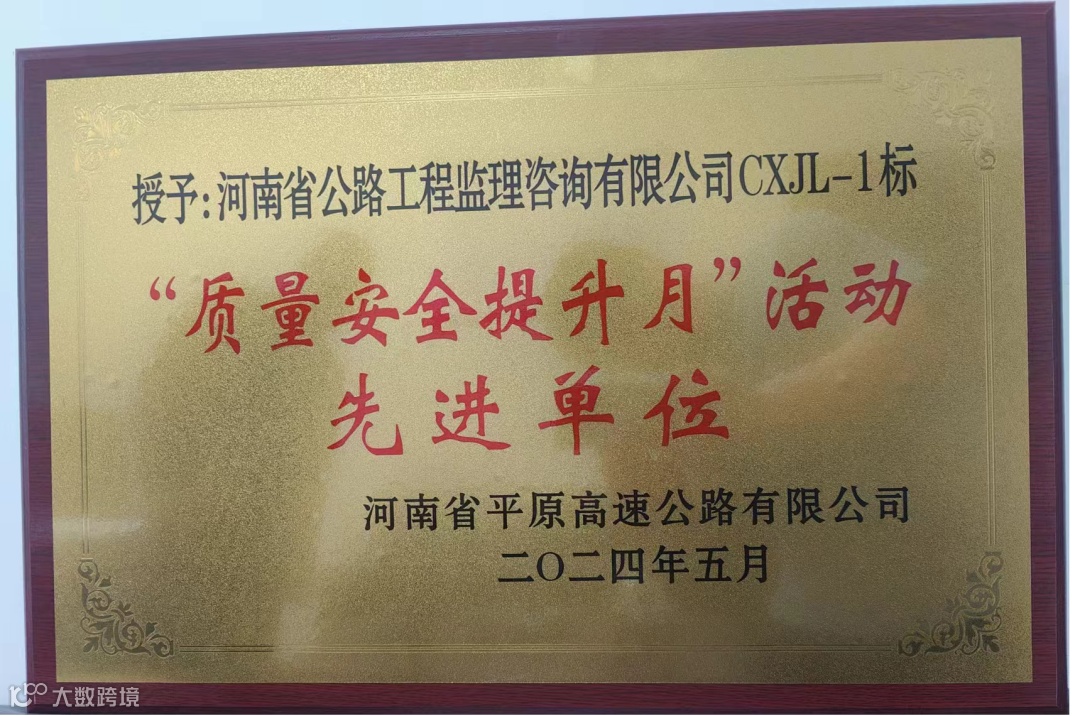 授予:河南省公路工程监理咨询有限公司CXJL-1标
“质量安全提升月”活动
先进单位
河南省平原高速公路有限公司
二〇二四年五月
大数跨境